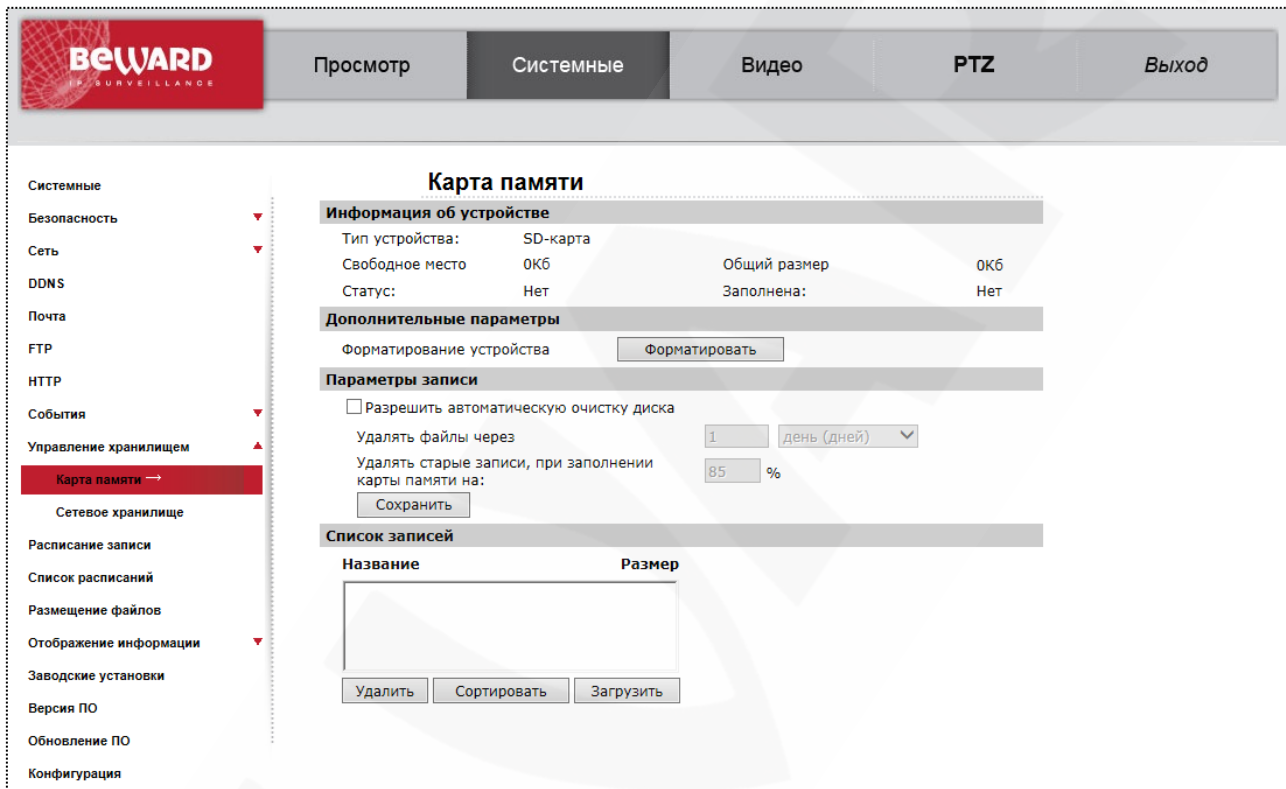 BEWARD
IP SURVEILLANCE
Просмотр
Системные
Видео
PTZ
Выход
Системные
Безопасность
Сеть
DDNS
Почта
FTP
HTTP
События
Управление хранилищем
Карта памяти →
Сетевое хранилище
Расписание записи
Список расписаний
Размещение файлов
Отображение информации
Заводские установки
Версия ПО
Обновление ПО
Конфигурация
Карта памяти
Информация об устройстве
Тип устройства: SD-карта
Свободное место 0Кб Общий размер 0Кб
Статус: Нет Заполнена: Нет
Дополнительные параметры
Форматирование устройства Форматировать
Параметры записи
Разрешить автоматическую очистку диска
Удалять файлы через 1 день (дней)
Удалять старые записи, при заполнении
карты памяти на: 85 %
Сохранить
Список записей
Название Размер
Удалить Сортировать Загрузить